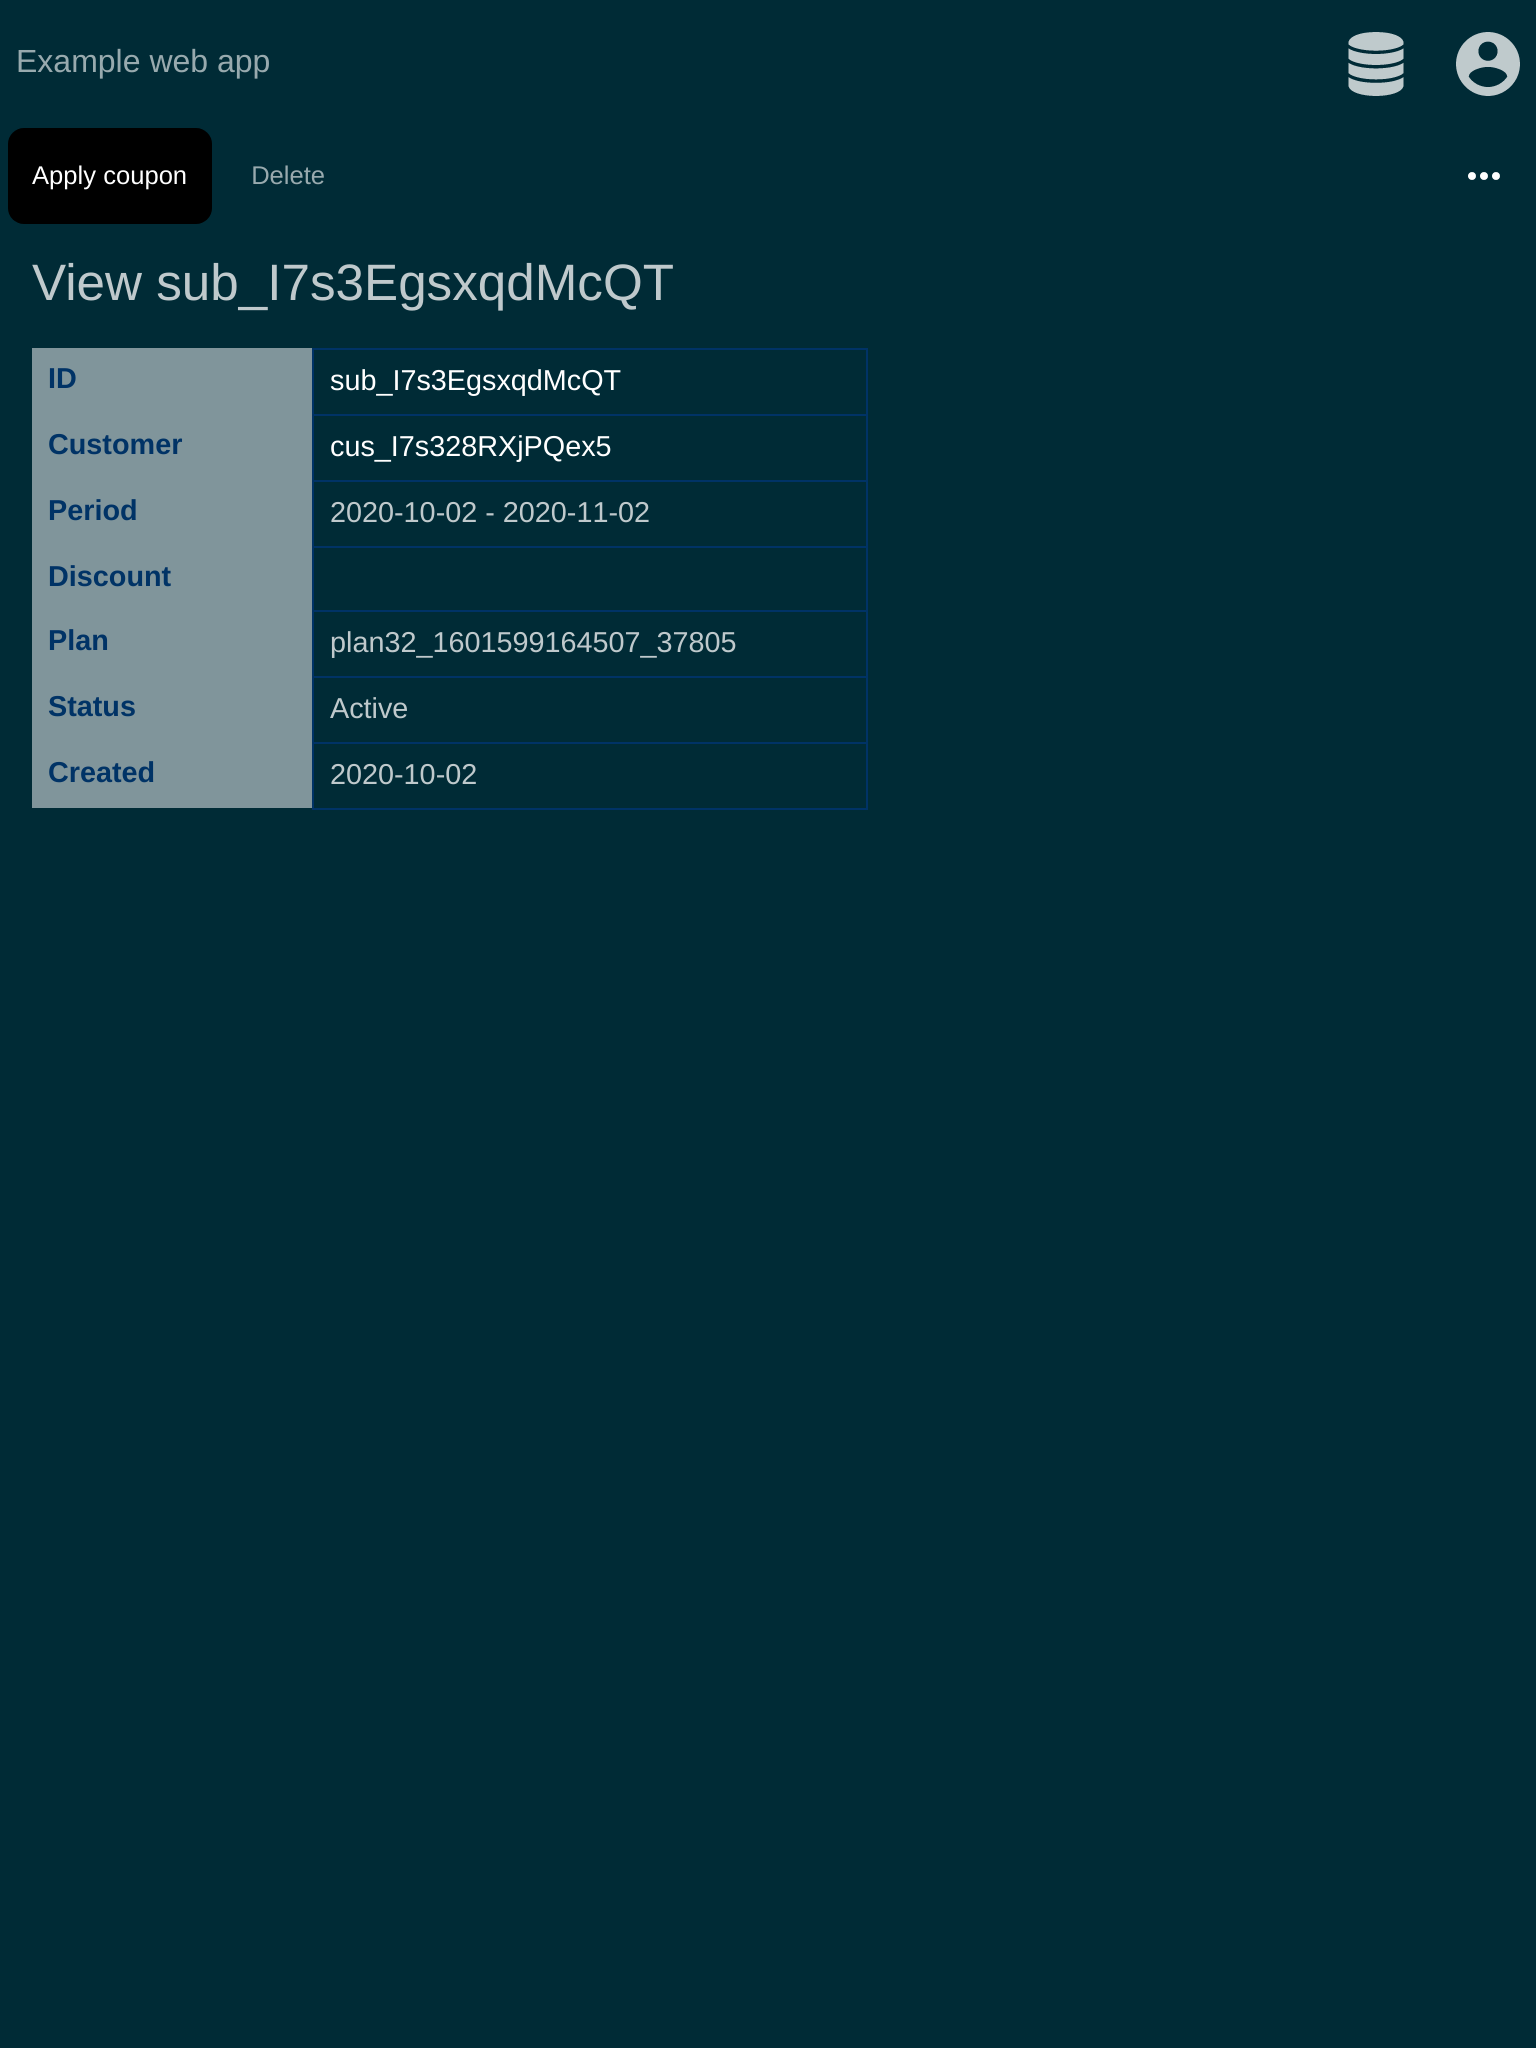 Example web app
Apply coupon Delete
View sub_I7s3EgsxqdMcQT
ID sub_I7s3EgsxqdMcQT
Customer cus_I7s328RXjPQex5
Period 2020-10-02 - 2020-11-02
Discount
Plan plan32_1601599164507_37805
Status Active
Created 2020-10-02